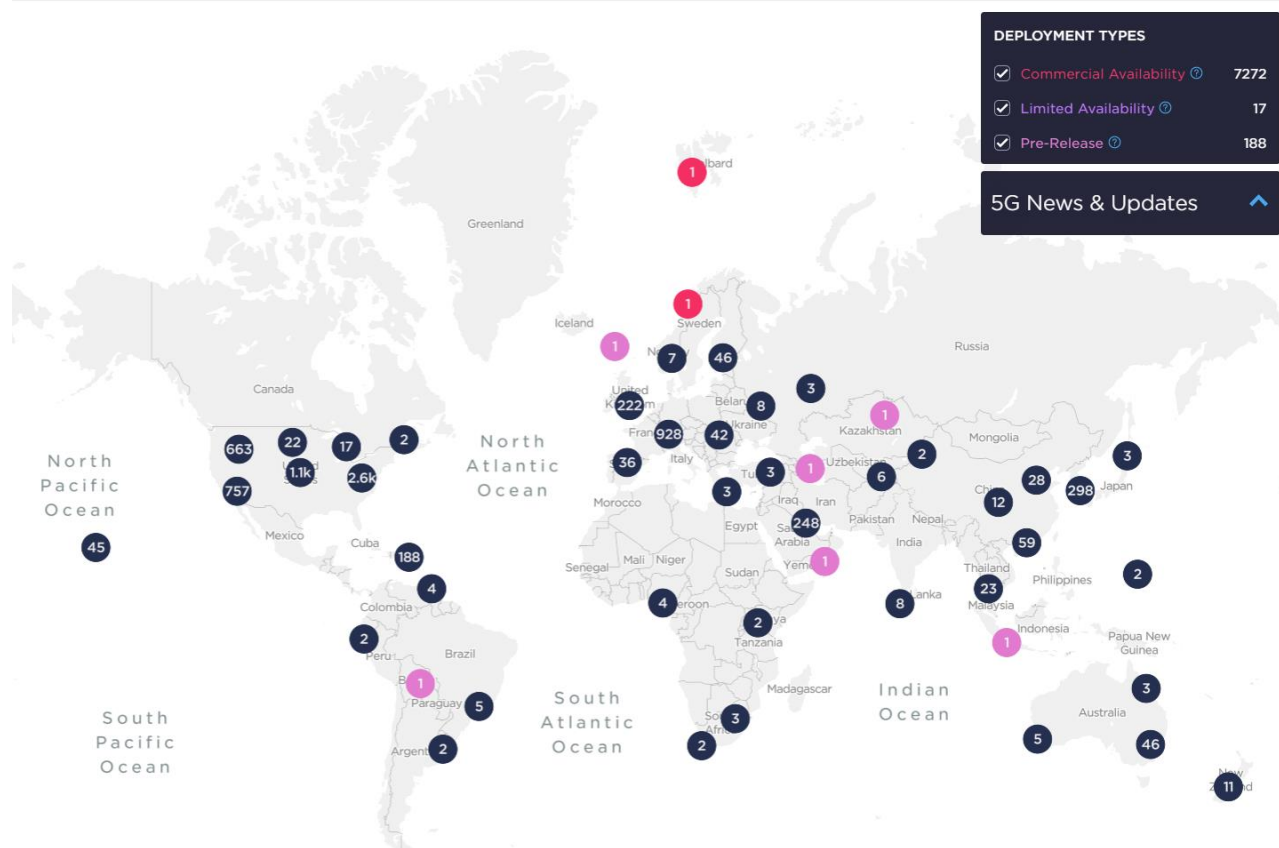 DEPLOYMENT TYPES
Commercial Availability 7272
Limited Availability 17
Pre-Release 188
5G News & Updates
1
lbard
Greenland
1
Sweden
Iceland
1
7
46
Russia
United
222
Canada
3
8
1
Kazakhstan
Ukraine
42
928
Mongolia
663
22
17
2
North
Atlantic
Ocean
Italy
36
1.1k
2.6k
757
North
Pacific
Ocean
3
1
Uzbekistan
6
2
28
298
3
Japan
12
3
Morocco
Iraq
Iran
Egypt
248
Arabia
Pakistan
Nepal
India
59
Mexico
Cuba
45
188
Senegal
Mali
Niger
Sudan
1
Thailand
Philippines
2
4
Colombia
4
8
Lanka
23
Malaysia
2
Tanzania
Indonesia
1
Papua New
Guinea
2
Peru
Brazil
1
Paraguay
5
Madagascar
Indian
Ocean
3
Australia
South
Pacific
Ocean
South
Atlantic
Ocean
3
2
2
5
46
11